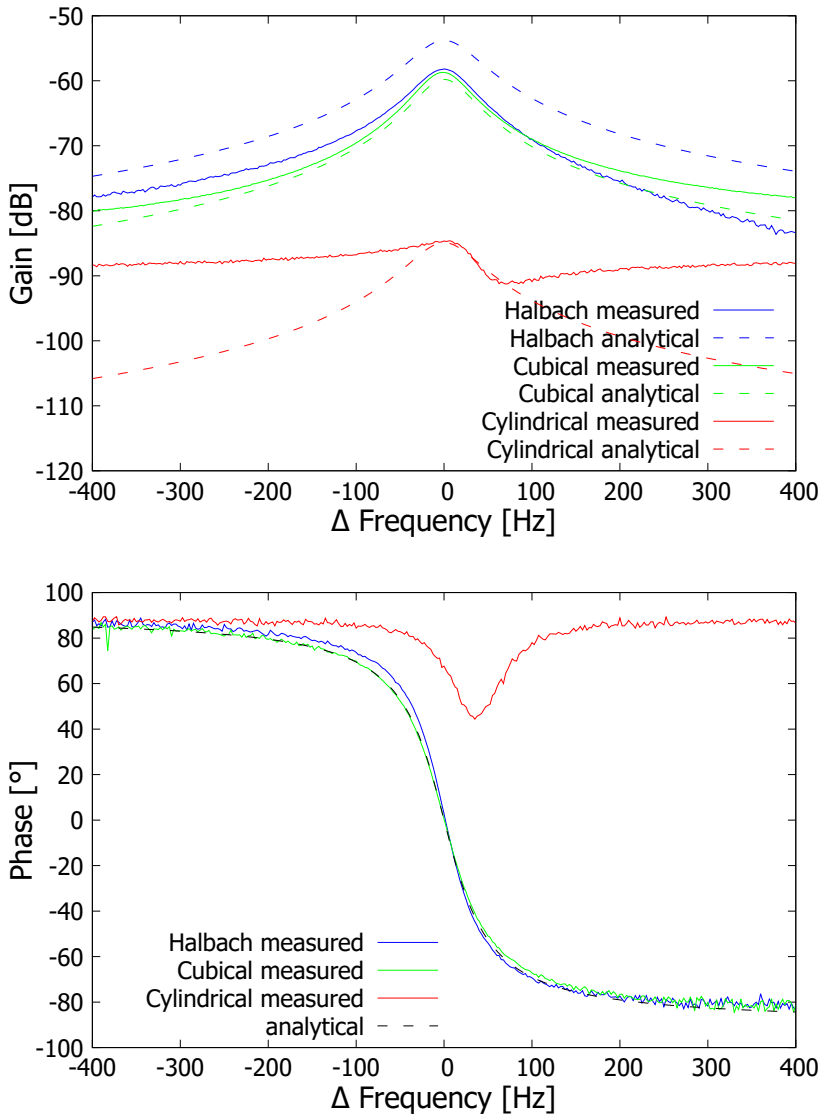 -50
-60
-70
-80
-90
-100
-110
-120
Gain [dB]
Halbach measured
Halbach analytical
Cubical measured
Cubical analytical
Cylindrical measured
Cylindrical analytical
-400 -300 -200 -100 0 100 200 300 400
Δ Frequency [Hz]
100
80
60
40
20
0
-20
-40
-60
-80
-100
Phase [°]
Halbach measured
Cubical measured
Cylindrical measured
analytical
-400 -300 -200 -100 0 100 200 300 400
Δ Frequency [Hz]